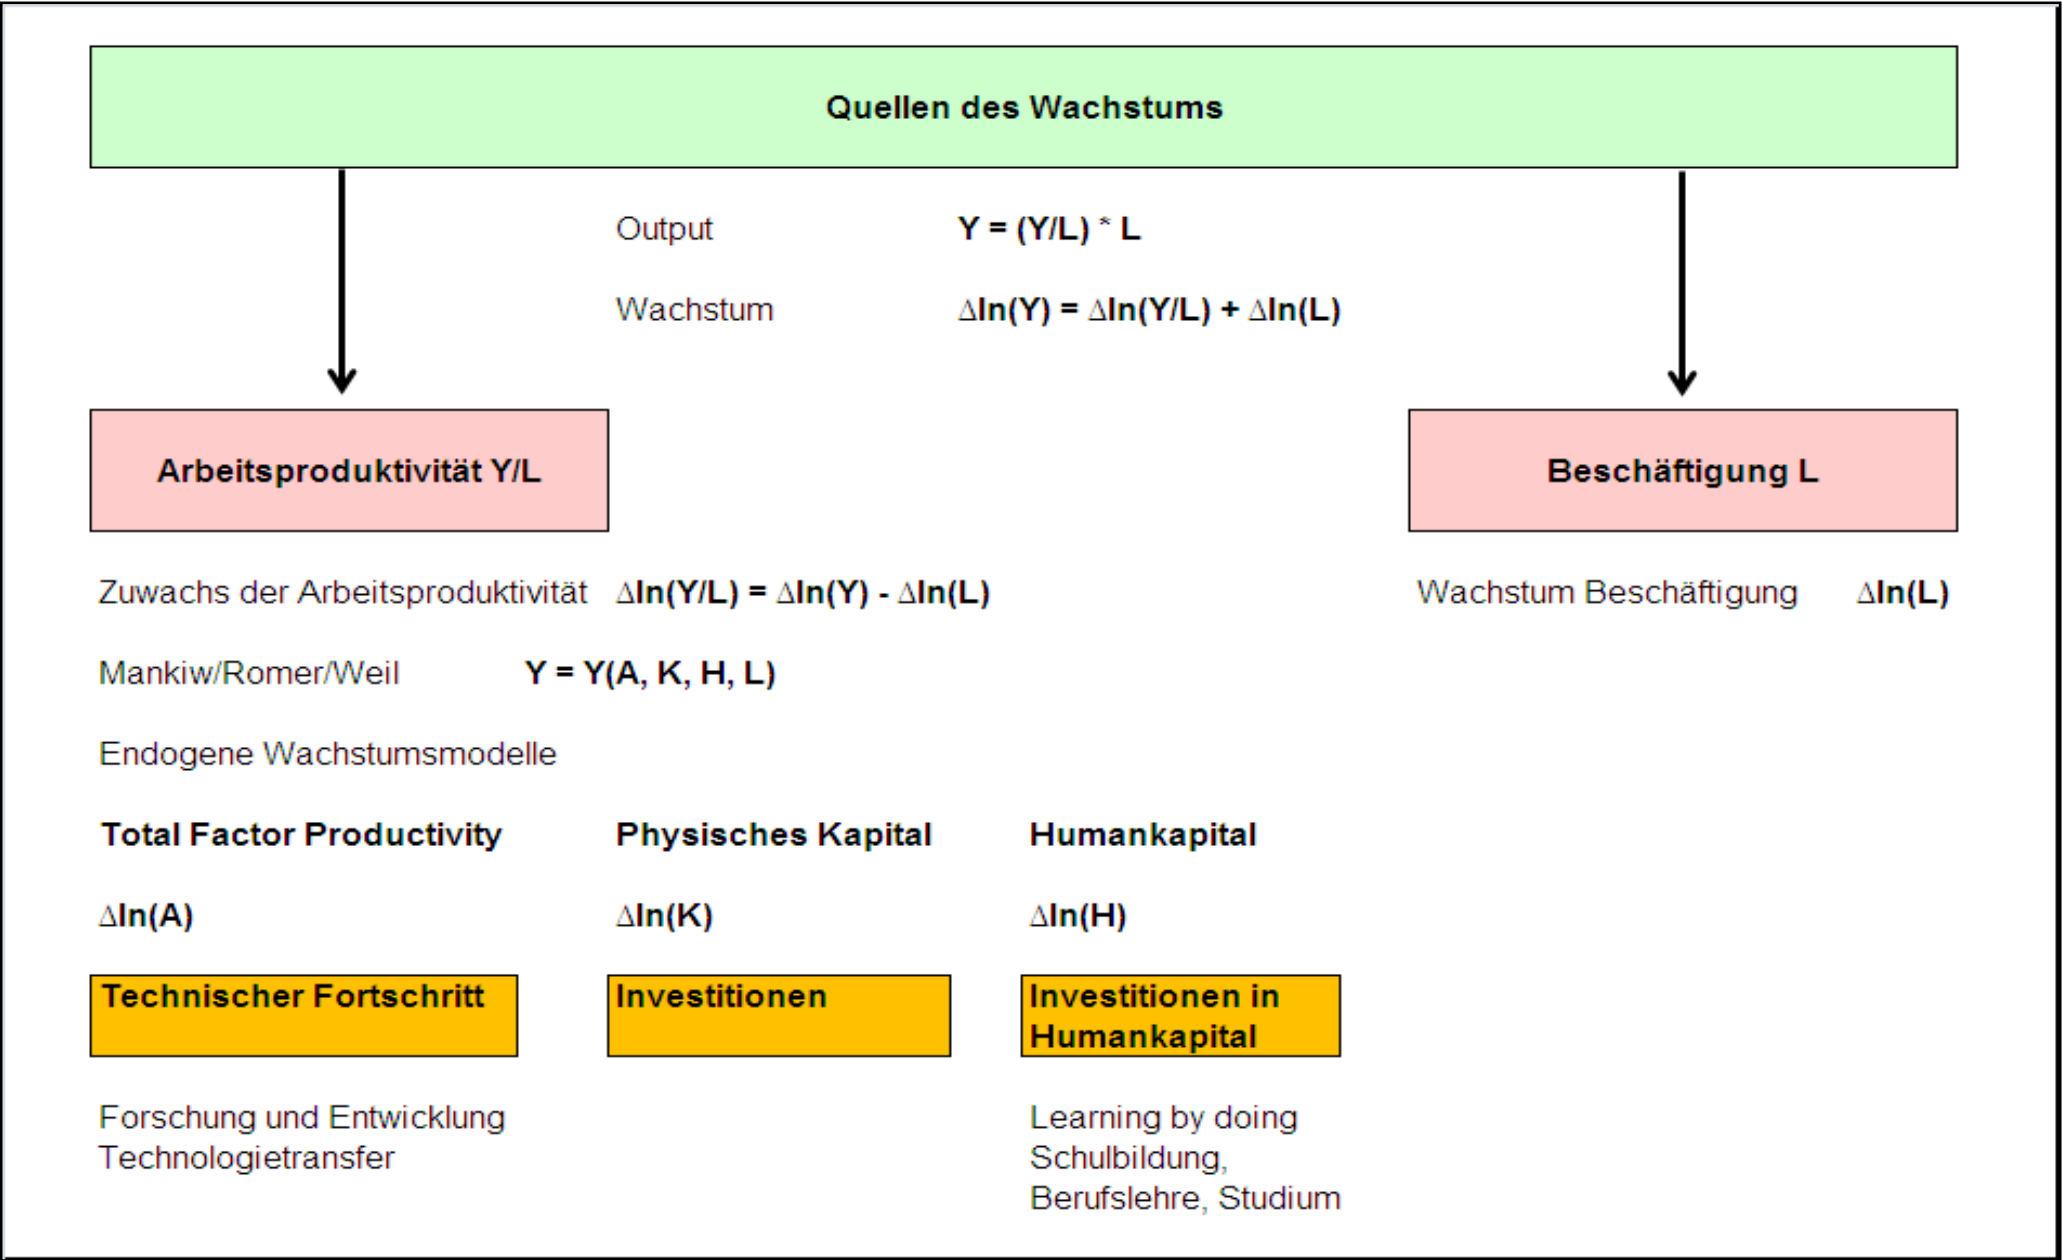 Quellen des Wachstums
Output Y = (Y/L) * L
Wachstum ∆ln(Y) = ∆ln(Y/L) + ∆ln(L)
Arbeitsproduktivität Y/L
Beschäftigung L
Zuwachs der Arbeitsproduktivität ∆ln(Y/L) = ∆ln(Y) - ∆ln(L)
Wachstum Beschäftigung ∆ln(L)
Mankiw/Romer/Weil Y = Y(A, K, H, L)
Endogene Wachstumsmodelle
Total Factor Productivity Physisches Kapital Humankapital
∆ln(A) ∆ln(K) ∆ln(H)
Technischer Fortschritt
Investitionen
Investitionen in
Humankapital
Forschung und Entwicklung
Technologietransfer
Learning by doing
Schulbildung,
Berufslehre, Studium